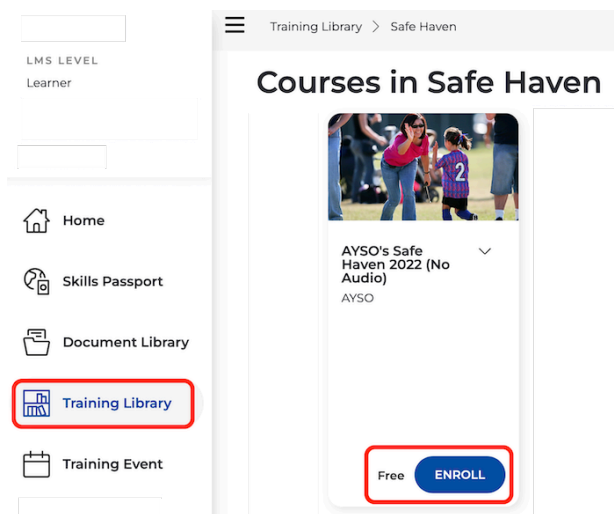 LMS LEVEL
Learner
Home
Skills Passport
Document Library
Training Library
Training Event
Training Library > Safe Haven
Courses in Safe Haven
2
AYSO's Safe
Haven 2022 (No
Audio)
AYSO
Free ENROLL